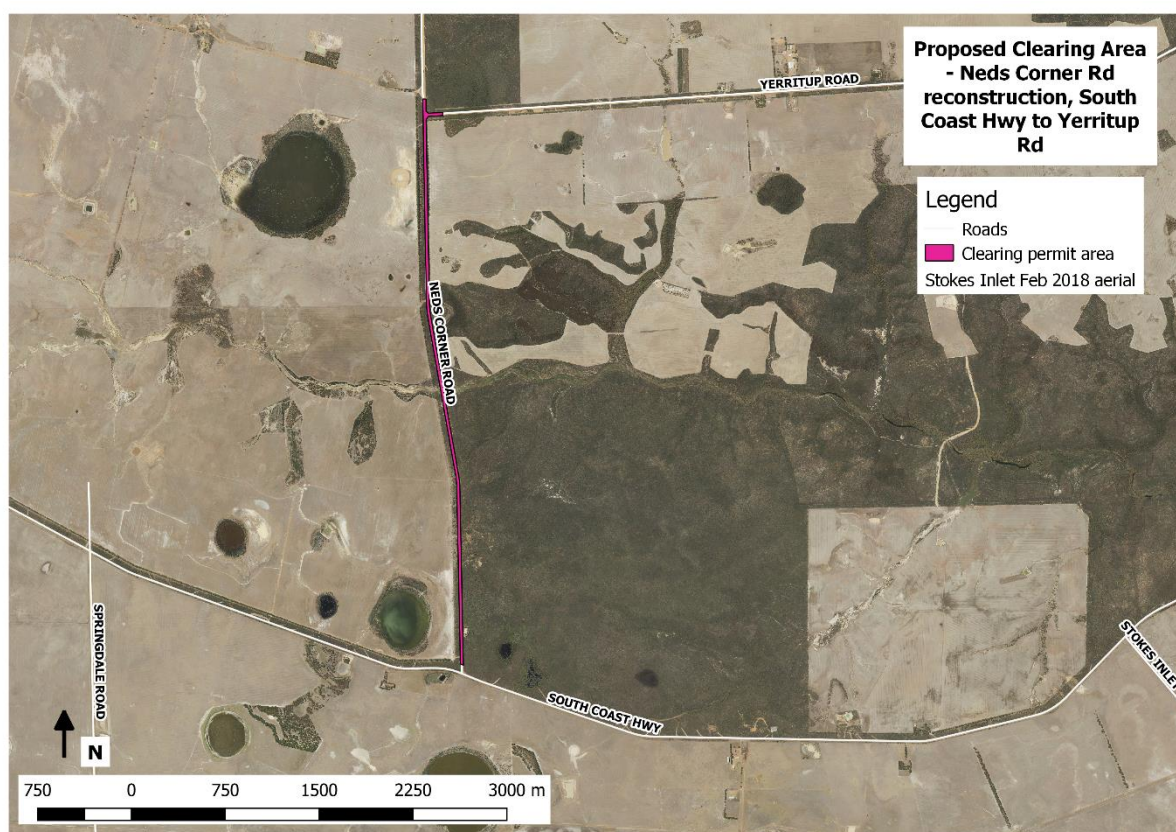 Proposed Clearing Area
- Neds Corner Rd
reconstruction, South
Coast Hwy to Yerritup
Rd
Legend
Roads
Clearing permit area
Stokes Inlet Feb 2018 aerial
YERRITUP ROAD
NEDS CORNER ROAD
SPRINGDALE ROAD
SOUTH COAST HWY
STOKES INLET
N
750 0 750 1500 2250 3000 m